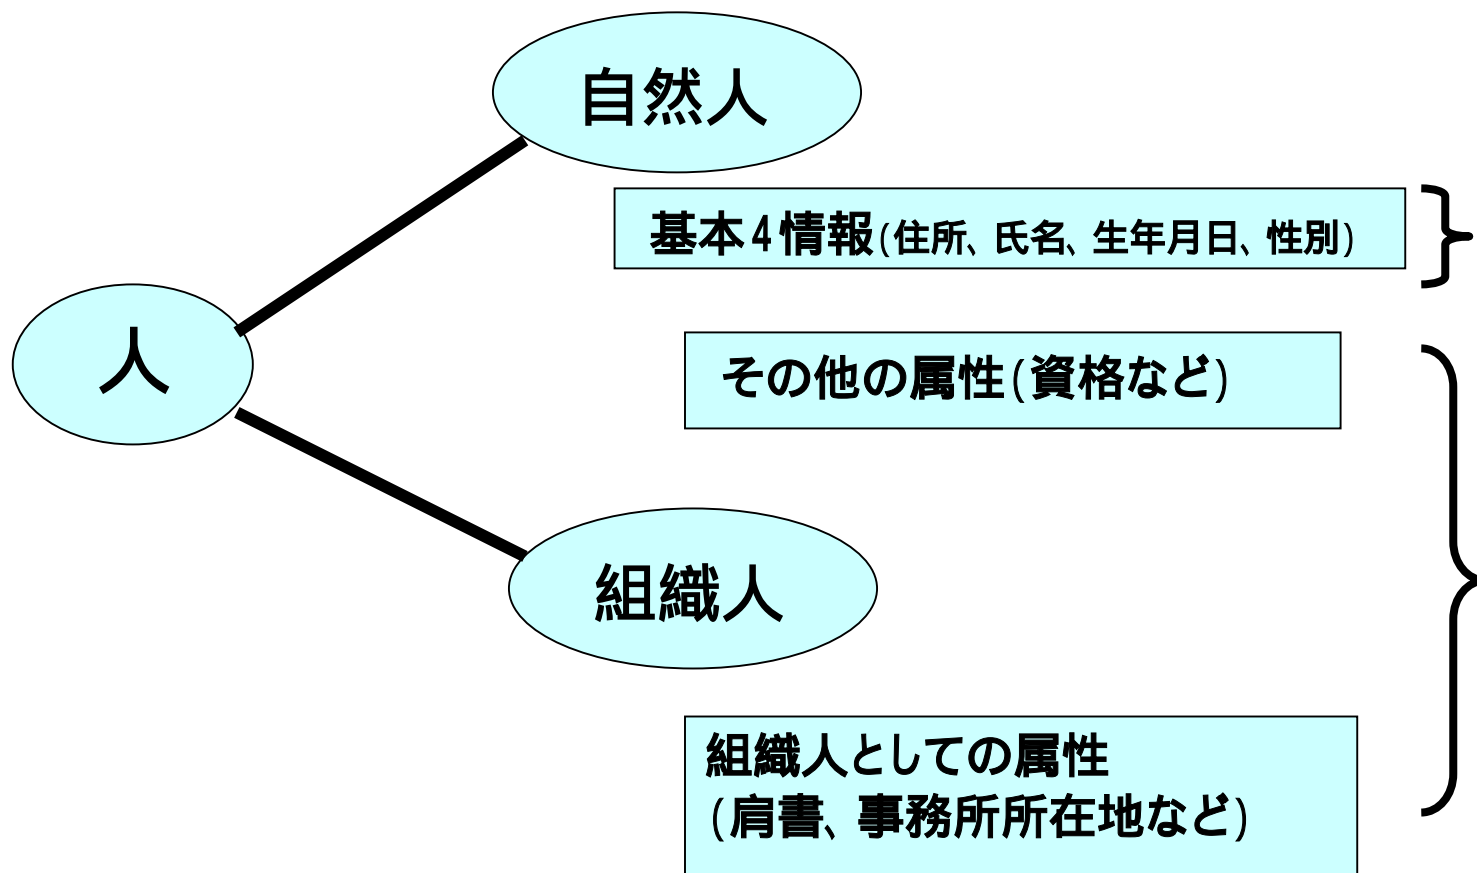 自然人
基本4情報(住所、氏名、生年月日、性別)
人
その他の属性(資格など)
組織人
組織人としての属性
(肩書、事務所所在地など)